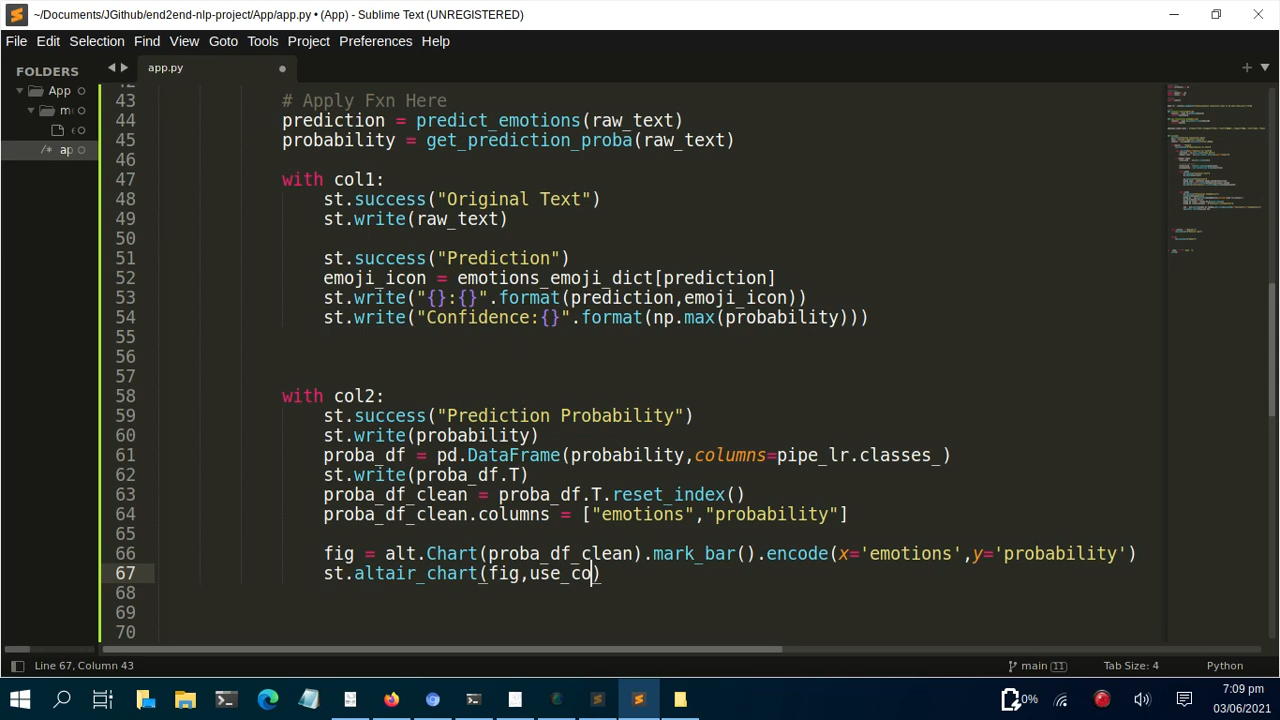 ~/Documents/JGithub/end2end-nlp-project/App/app.py • (App) - Sublime Text (UNREGISTERED)
File Edit Selection Find View Goto Tools Project Preferences Help
FOLDERS
app.py
App
/* ap
43 # Apply Fxn Here
44 prediction = predict_emotions(raw_text)
45 probability = get_prediction_proba(raw_text)
46
47 with col1:
48 st.success("Original Text")
49 st.write(raw_text)
50
51 st.success("Prediction")
52 emoji_icon = emotions_emoji_dict[prediction]
53 st.write("{}:{}".format(prediction,emoji_icon))
54 st.write("Confidence:{}".format(np.max(probability)))
55
56
57
58 with col2:
59 st.success("Prediction Probability")
60 st.write(probability)
61 proba_df = pd.DataFrame(probability,columns=pipe_lr.classes_)
62 st.write(proba_df.T)
63 proba_df_clean = proba_df.T.reset_index()
64 proba_df_clean.columns = ["emotions","probability"]
65
66 fig = alt.Chart(proba_df_clean).mark_bar().encode(x='emotions',y='probability')
67 st.altair_chart(fig,use_co)
68
69
70
Line 67, Column 43
main 11
Tab Size: 4
Python
0%
7:09 pm
03/06/2021